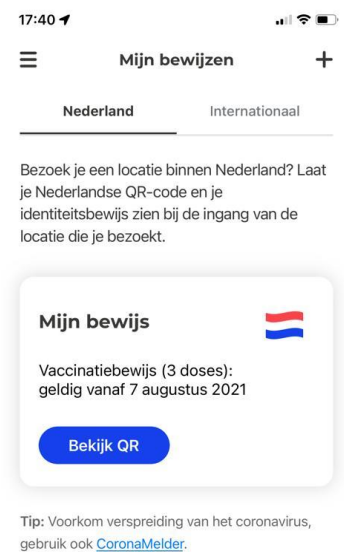 17:40
Mijn bewijzen
Nederland Internationaal
Bezoek je een locatie binnen Nederland? Laat
je Nederlandse QR-code en je
identiteitsbewijs zien bij de ingang van de
locatie die je bezoekt.
Mijn bewijs
Vaccinatiebewijs (3 doses):
geldig vanaf 7 augustus 2021
Bekijk QR
Tip: Voorkom verspreiding van het coronavirus,
gebruik ook CoronaMelder.